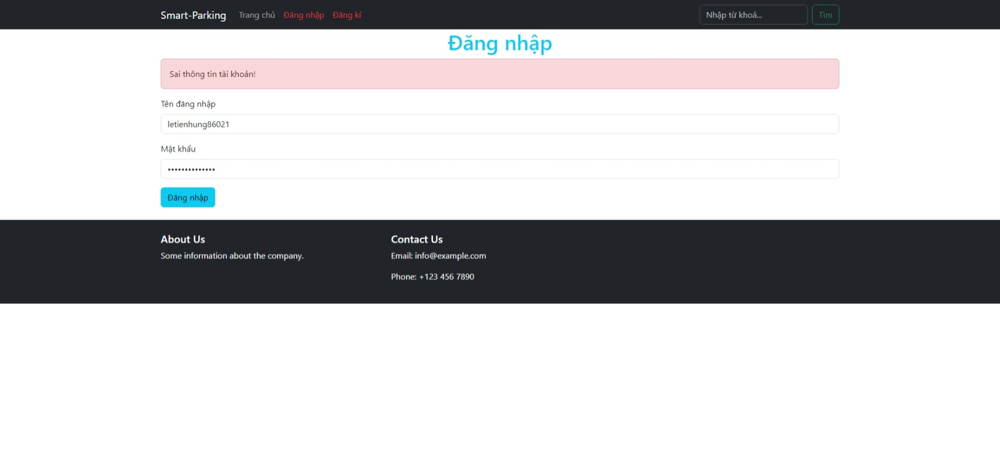 Smart-Parking Trang chủ Đăng nhập Đăng kí Nhập từ khoá... Tìm
Đăng nhập
Sai thông tin tài khoản!
Tên đăng nhập
letienhung86021
Mật khẩu
••••••••••••••
Đăng nhập
About Us
Some information about the company.
Contact Us
Email: info@example.com
Phone: +123 456 7890